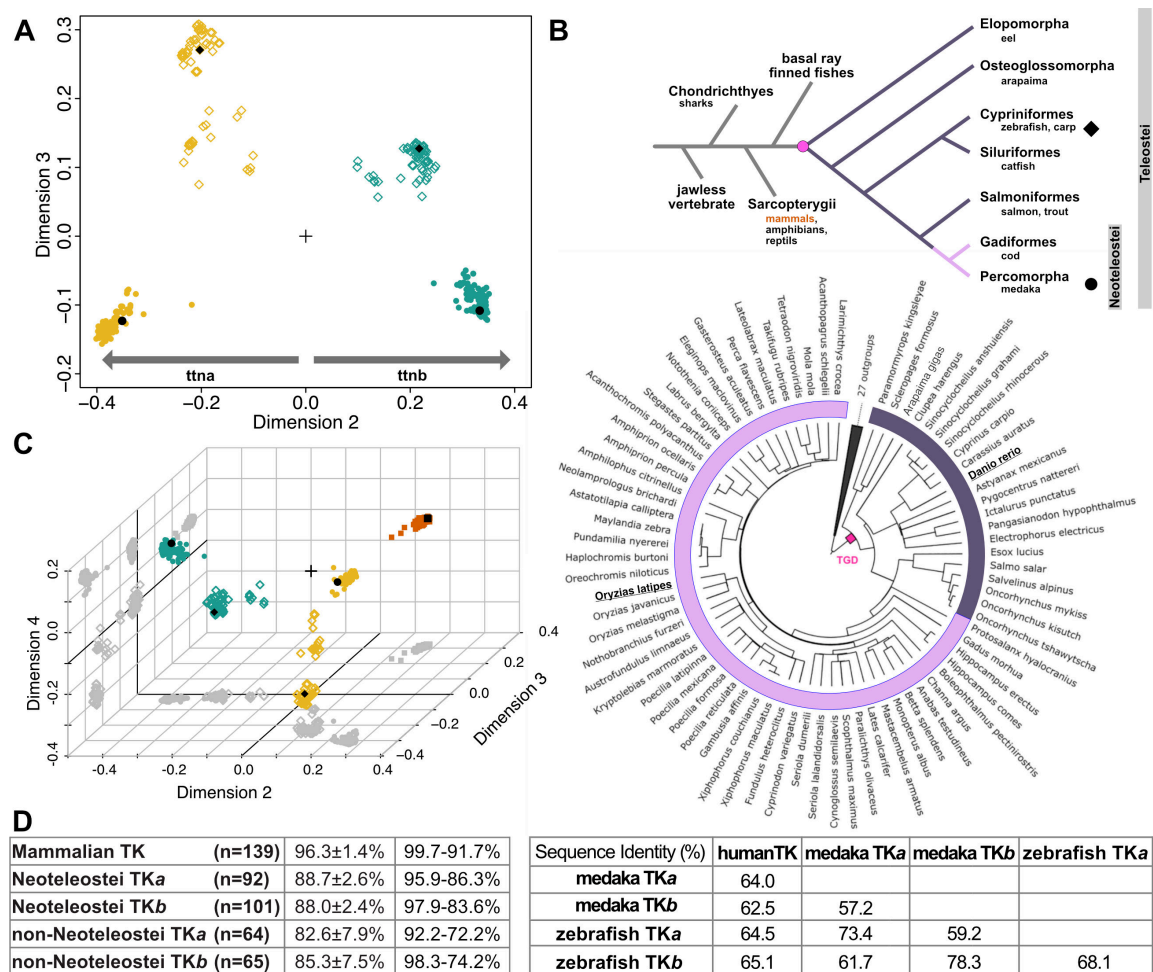 A
0.3
0.2
0.1
0.0
−0.1
−0.2
Dimension 3
ttna
ttnb
−0.4
−0.2
0.0
0.2
0.4
Dimension 2
B
Elopomorpha
eel
Osteoglossomorpha
arapaima
Cypriniformes
zebrafish, carp
Siluriformes
catfish
Salmoniformes
salmon, trout
Gadiformes
cod
Percomorpha
medaka
basal ray
finned fishes
Chondrichthyes
sharks
jawless
vertebrate
Sarcopterygii
mammals,
amphibians,
reptils
Teleostei
Neoteleostei
27 outgroups
Paramormyrops kingsleyae
Scleropages formosus
Arapaima gigas
Clupea harengus
Sinocyclocheilus anshuiensis
Sinocyclocheilus grahami
Sinocyclocheilus rhinocerous
Cyprinus carpio
Carassius auratus
Danio rerio
Astyanax mexicanus
Pygocentrus nattereri
Ictalurus punctatus
Pangasianodon hypophthalmus
Electrophorus electricus
Esox lucius
Salmo salar
Salvelinus alpinus
Oncorhynchus mykiss
Oncorhynchus kisutch
Oncorhynchus tshawytscha
Protosalanx hyalocranius
Gadus morhua
Hippocampus erectus
Hippocampus comes
Boleophthalmus pectinirostris
Channa argus
Anabas testudineus
Betta splendens
Monopterus albus
Mastacembelus armatus
Lates calcarifer
Paralichthys olivaceus
Scophthalmus maximus
Cynoglossus semilaevis
Seriola lalandidorsalis
Seriola dumerilii
Cyprinodon variegatus
Fundulus heteroclitus
Xiphophorus maculatus
Xiphophorus couchianus
Gambusia affinis
Poecilia reticulata
Poecilia formosa
Poecilia mexicana
Poecilia latipinna
Kryptolebias marmoratus
Austrofundulus limnaeus
Nothobranchius furzeri
Oryzias melastigma
Oryzias javanicus
Oryzias latipes
Oreochromis niloticus
Haplochromis burtoni
Pundamilia nyererei
Maylandia zebra
Astatotilapia calliptera
Neolamprologus brichardi
Amphilophus citrinellus
Amphiprion percula
Amphiprion ocellaris
Acanthochromis polyacanthus
Stegastes partitus
Labrus bergylta
Notothenia coriiceps
Eleginops maclovinus
Gasterosteus aculeatus
Perca flavescens
Lateolabrax maculatus
Takifugu rubripes
Tetraodon nigroviridis
Mola mola
Acanthopagrus schlegelii
Larimichthys crocea
TGD
C
0.2
0.0
−0.2
−0.4
Dimension 4
−0.4
−0.2
0.0
0.2
0.4
Dimension 2
−0.4
−0.2
0.0
0.2
0.4
Dimension 3
D
Mammalian TK (n=139) 96.3±1.4% 99.7-91.7%
Neoteleostei TKa (n=92) 88.7±2.6% 95.9-86.3%
Neoteleostei TKb (n=101) 88.0±2.4% 97.9-83.6%
non-Neoteleostei TKa (n=64) 82.6±7.9% 92.2-72.2%
non-Neoteleostei TKb (n=65) 85.3±7.5% 98.3-74.2%
Sequence Identity (%) humanTK medaka TKa medaka TKb zebrafish TKa
medaka TKa 64.0
medaka TKb 62.5 57.2
zebrafish TKa 64.5 73.4 59.2
zebrafish TKb 65.1 61.7 78.3 68.1